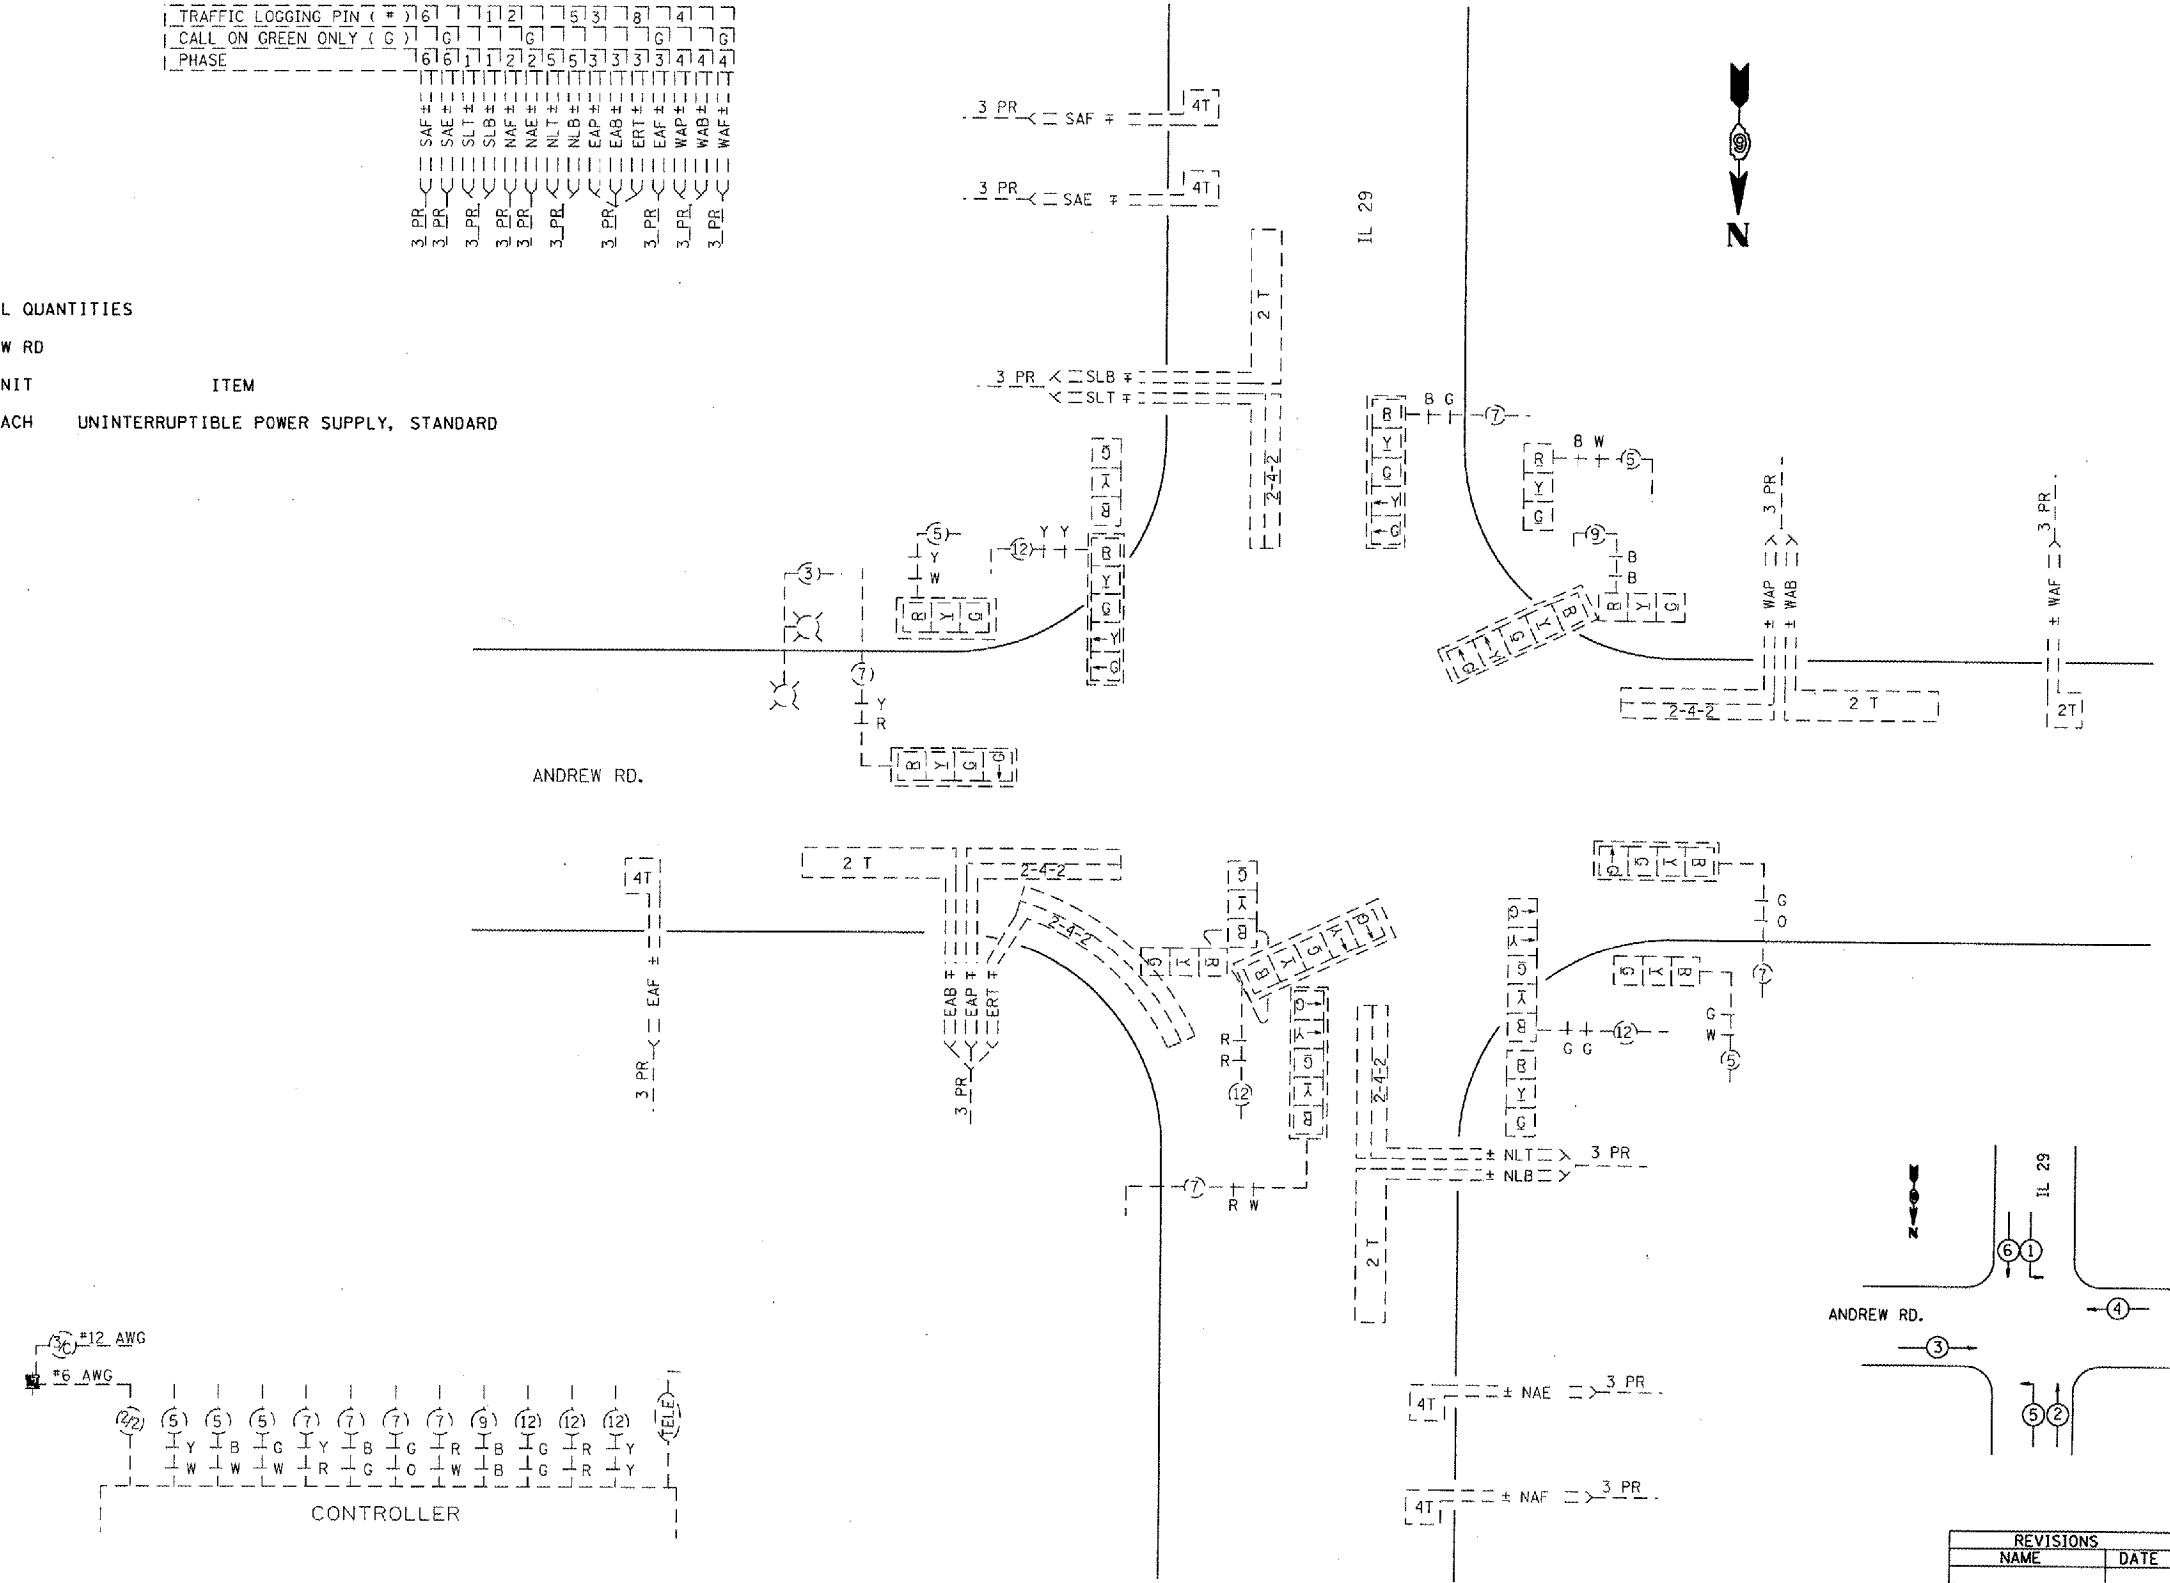 TRAFFIC LOGGING PIN ( # ) 6 1 2 5 3 8 4
CALL ON GREEN ONLY ( G ) G G G G
PHASE 6 6 1 1 2 2 5 5 3 3 3 3 4 4 4
SAF ± SAE ± SLT ± SLB ± NAF ± NAE ± NLT ± NLB ± EAP ± EAB ± ERT ± EAF ± WAP ± WAB ± WAF ±
3 PR 3 PR 3 PR 3 PR 3 PR 3 PR 3 PR 3 PR 3 PR 3 PR
L QUANTITIES
W RD
NIT ITEM
ACH UNINTERRUPTIBLE POWER SUPPLY, STANDARD
3 PR SAF ∓ 4T
3 PR SAE ∓ 4T
IL 29
N
2 T
3 PR SLB ∓
SLT ∓
2-4-2
R Y G Y G
B G 7
R Y G
B W 5
9
B
B
R Y G
R Y G Y G
3 PR
± WAP
± WAB
3 PR
± WAF
2-4-2
2 T
2T
G Y R
R Y G Y G
12 Y Y
5
Y
W
R Y G
3
7
Y
R
R Y G G
ANDREW RD.
4T
EAF ±
3 PR
2 T
2-4-2
2-4-2
EAB ∓
EAP ∓
ERT ∓
3 PR
G Y R
G Y R
R Y G Y G
R
R
12
G Y G Y R
7
R W
2-4-2
2 T
± NLT 3 PR
± NLB
G Y G Y R
R Y G
G G 12
G Y R
G
W
5
G G Y R
G
O
7
4T ± NAE 3 PR
4T ± NAF 3 PR
3/C #12 AWG
#6 AWG
2/2 5 5 5 7 7 7 7 9 12 12 12 TELE
Y B G Y B G R B G R Y
W W W R G O W B G R Y
CONTROLLER
N
IL 29
6 1
ANDREW RD.
4
3
5 2
REVISIONS
NAME DATE